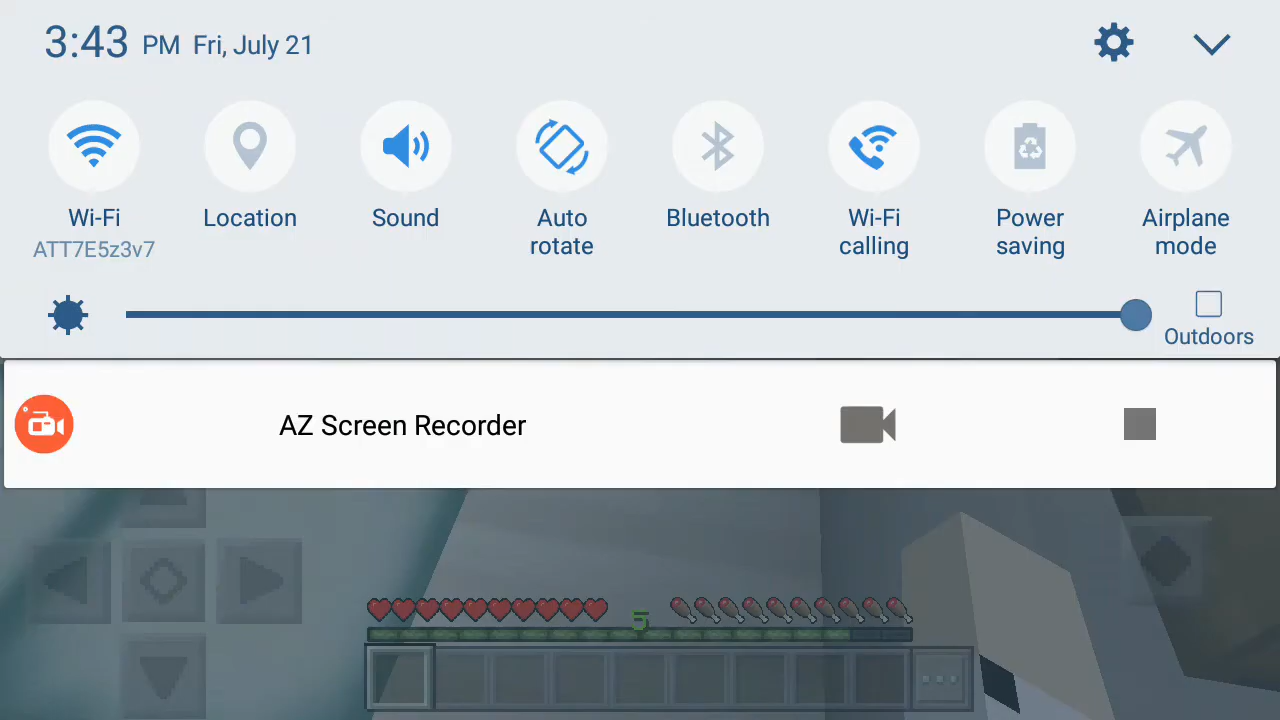 3:43 PM Fri, July 21
Wi-Fi
ATT7E5z3v7
Location
Sound
Auto
rotate
Bluetooth
Wi-Fi
calling
Power
saving
Airplane
mode
Outdoors
AZ Screen Recorder
5